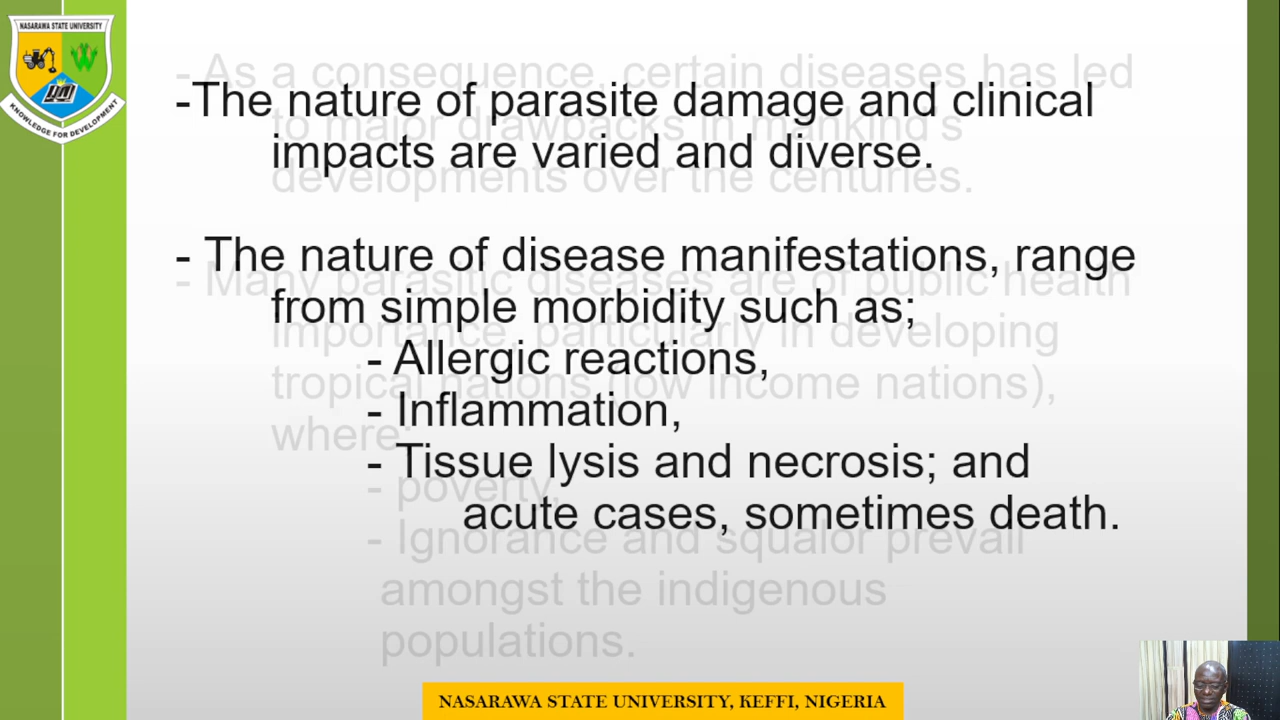 NASARAWA STATE UNIVERSITY
KNOWLEDGE FOR DEVELOPMENT
-The nature of parasite damage and clinical
impacts are varied and diverse.
- The nature of disease manifestations, range
from simple morbidity such as;
- Allergic reactions,
- Inflammation,
- Tissue lysis and necrosis; and
acute cases, sometimes death.
- As a consequence, certain diseases has led
to major drawpacks in mankind's
developments over the centuries.
- Many parasitic diseases are of public health
importance, particularly in developing
tropical nations low income nations),
where;
- poverty,
- Ignorance and squalor prevail
amongst the indigenous
populations.
NASARAWA STATE UNIVERSITY, KEFFI, NIGERIA